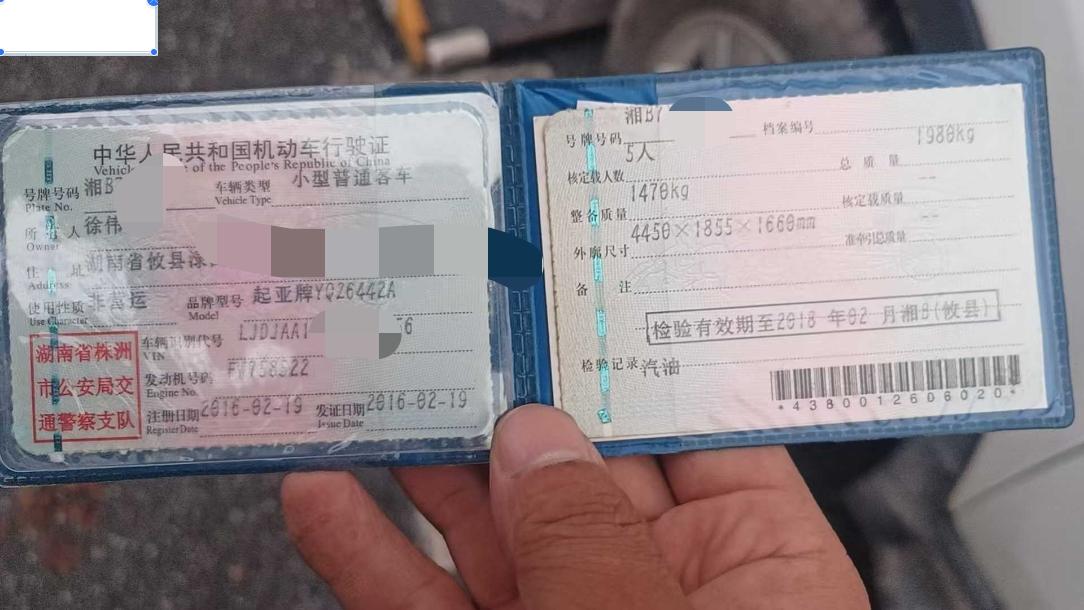 中华人民共和国机动车行驶证
Vehicle of the People's Republic of China
号牌号码 湘B7 车辆类型 小型普通客车
Plate No. Vehicle Type
所 人 徐伟
Owner
住 址 湖南省攸县
Address
使用性质 非营运 品牌型号 起亚牌YQZ6442A
Use Character Model
湖南省株洲
市公安局交
通警察支队
车辆识别代号 LJDJAA1 56
VIN
发动机号码 FW758522
Engine No.
注册日期 2016-02-19 发证日期 2016-02-19
Register Date Issue Date
号牌号码 湘B7 档案编号
核定载人数 5人 总质量 1980kg
整备质量 1470kg 核定载质量 --
外廓尺寸 4450×1855×1660mm 准牵引总质量 --
备 注
检验有效期至2018 年02 月湘B(攸县)
检验记录 汽油
*4380012606020*